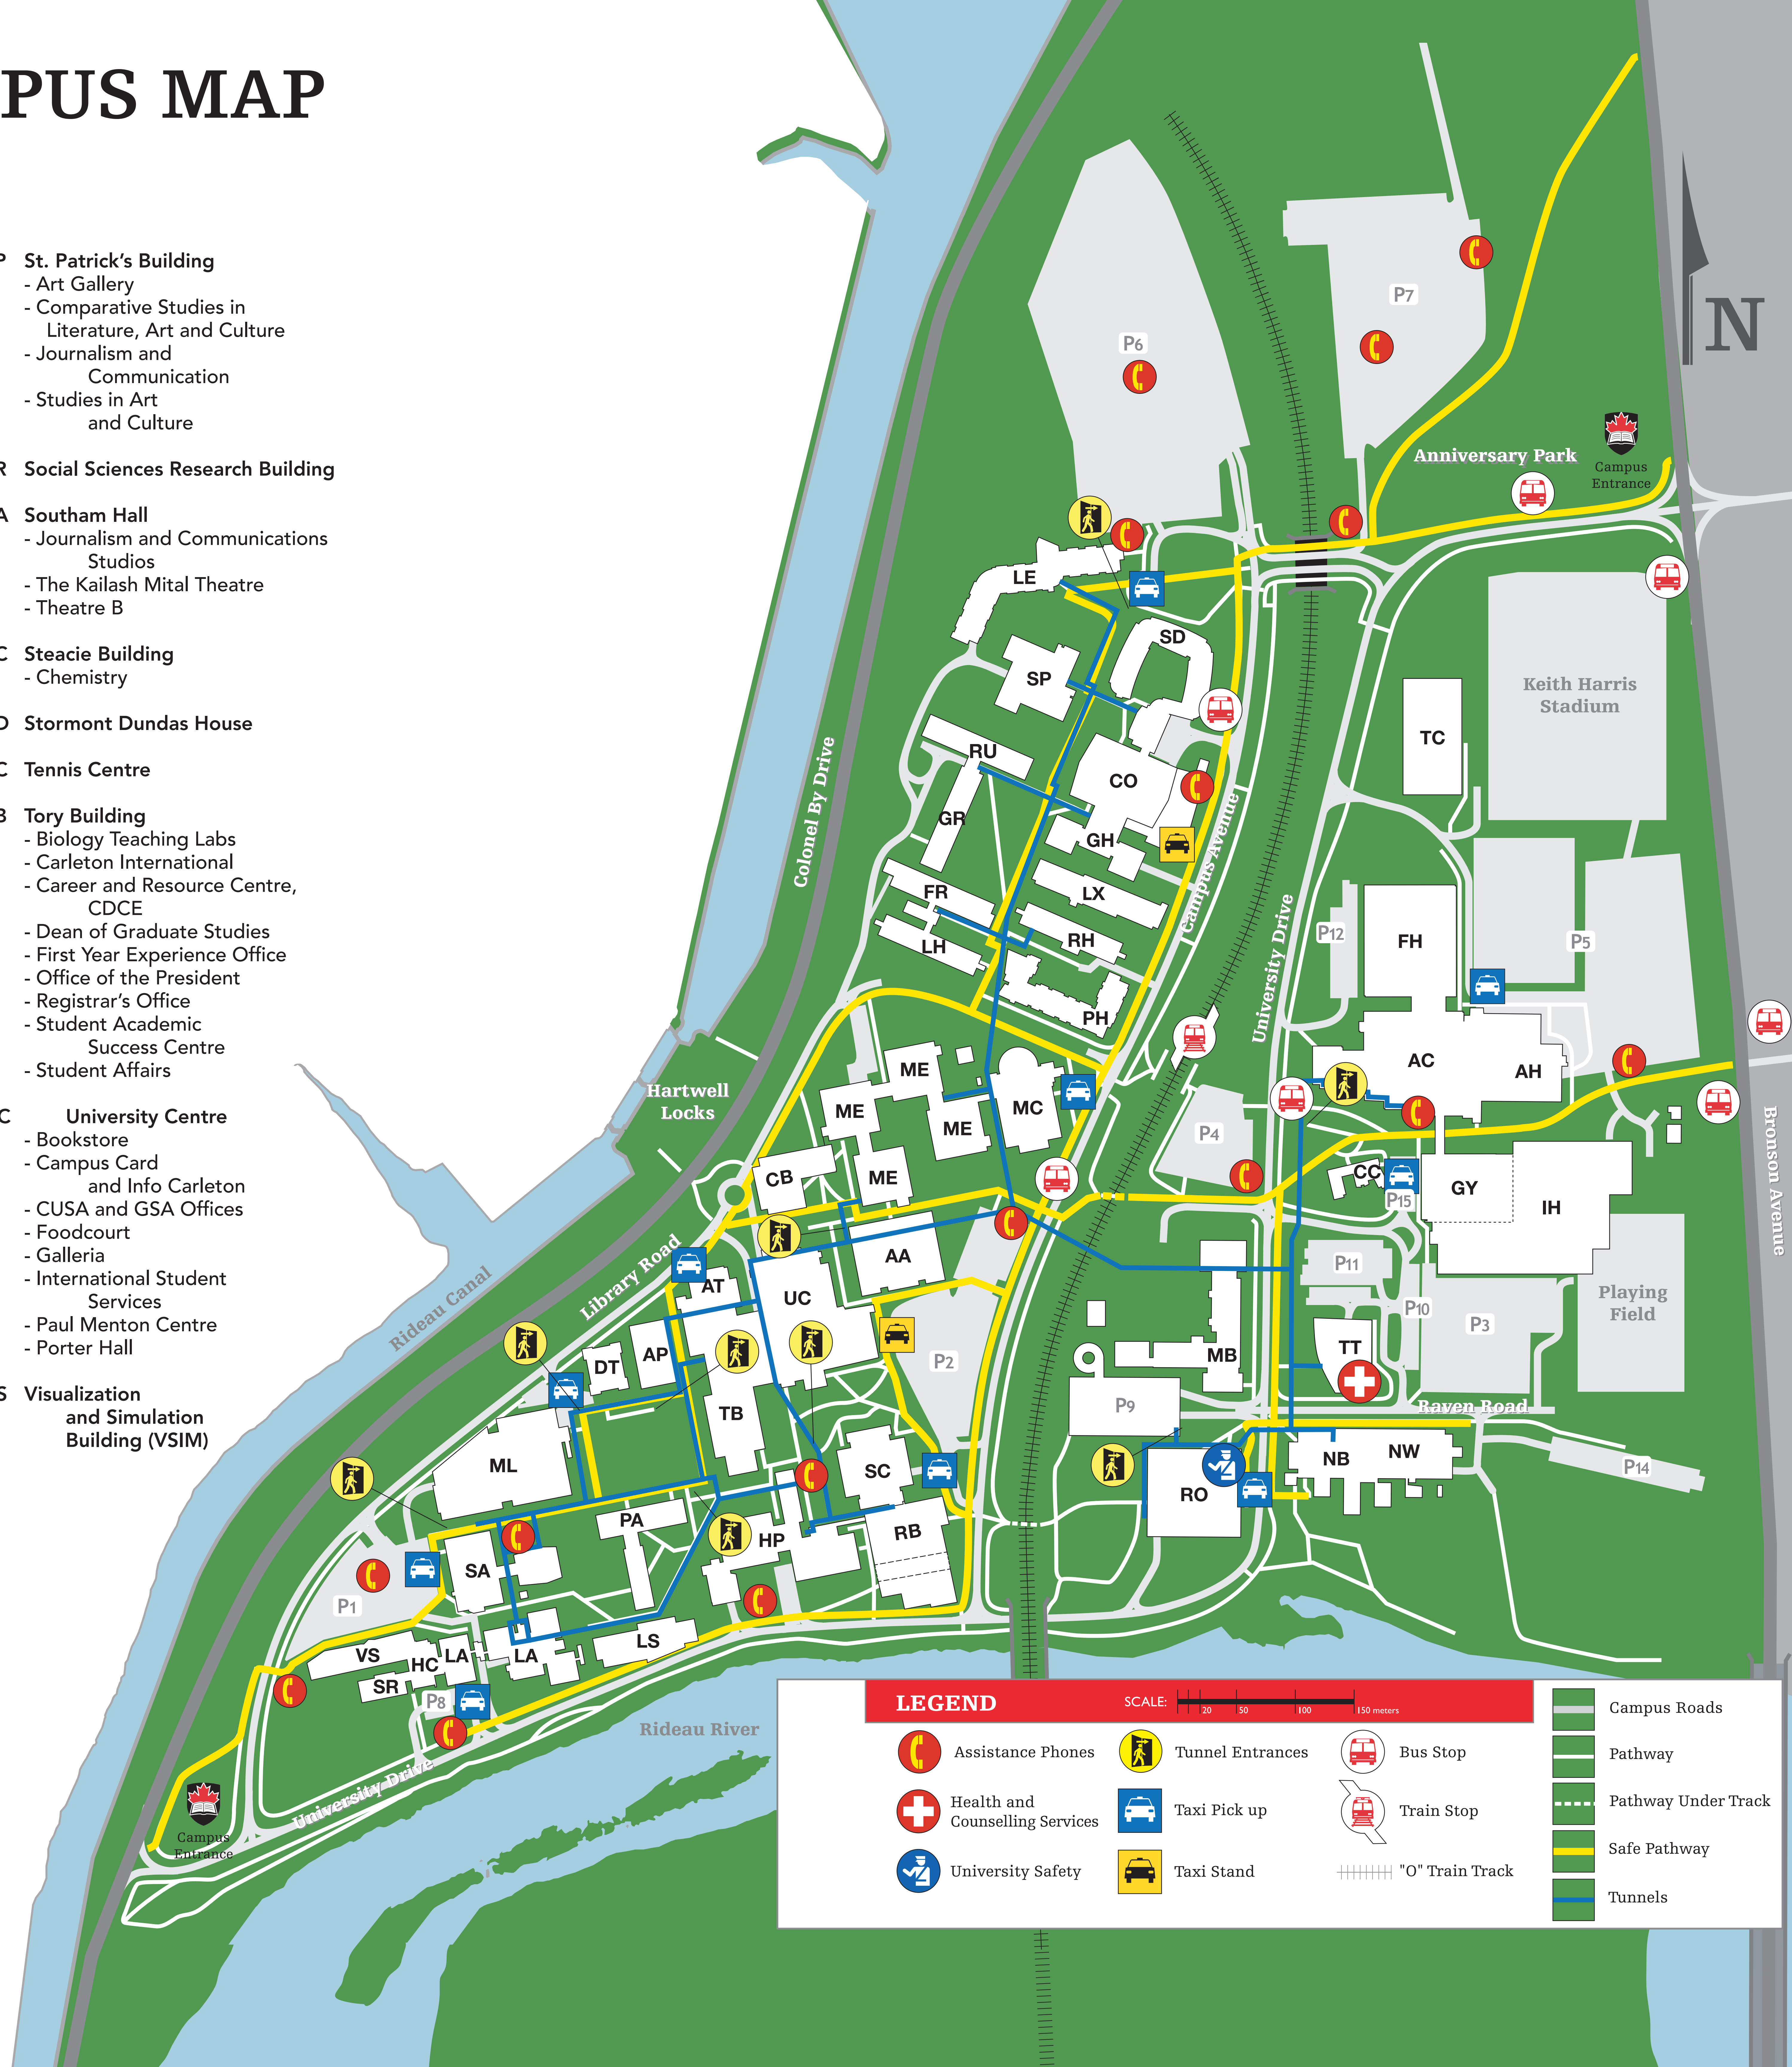 PUS MAP
P St. Patrick's Building
- Art Gallery
- Comparative Studies in
Literature, Art and Culture
- Journalism and
Communication
- Studies in Art
and Culture
R Social Sciences Research Building
A Southam Hall
- Journalism and Communications
Studios
- The Kailash Mital Theatre
- Theatre B
C Steacie Building
- Chemistry
D Stormont Dundas House
C Tennis Centre
B Tory Building
- Biology Teaching Labs
- Carleton International
- Career and Resource Centre,
CDCE
- Dean of Graduate Studies
- First Year Experience Office
- Office of the President
- Registrar's Office
- Student Academic
Success Centre
- Student Affairs
C University Centre
- Bookstore
- Campus Card
and Info Carleton
- CUSA and GSA Offices
- Foodcourt
- Galleria
- International Student
Services
- Paul Menton Centre
- Porter Hall
S Visualization
and Simulation
Building (VSIM)
N
P7
P6
Anniversary Park
Campus
Entrance
LE
SD
SP
Keith Harris
Stadium
TC
RU
CO
GR
GH
Colonel By Drive
Campus Avenue
FR
LX
LH
RH
University Drive
P12
FH
P5
PH
AC
AH
ME
ME
ME
MC
Hartwell
Locks
P4
Bronson Avenue
CB
ME
CC
P15
GY
IH
Library Road
Rideau Canal
AA
AT
UC
P11
P10
P3
Playing
Field
DT
AP
P2
MB
TT
TB
P9
Raven Road
ML
SC
NB
NW
P14
RO
PA
HP
RB
SA
P1
VS
HC
LA
LA
LS
SR
P8
Rideau River
University Drive
Campus
Entrance
LEGEND
SCALE:
20
50
100
150 meters
Assistance Phones
Tunnel Entrances
Bus Stop
Health and
Counselling Services
Taxi Pick up
Train Stop
University Safety
Taxi Stand
"O" Train Track
Campus Roads
Pathway
Pathway Under Track
Safe Pathway
Tunnels